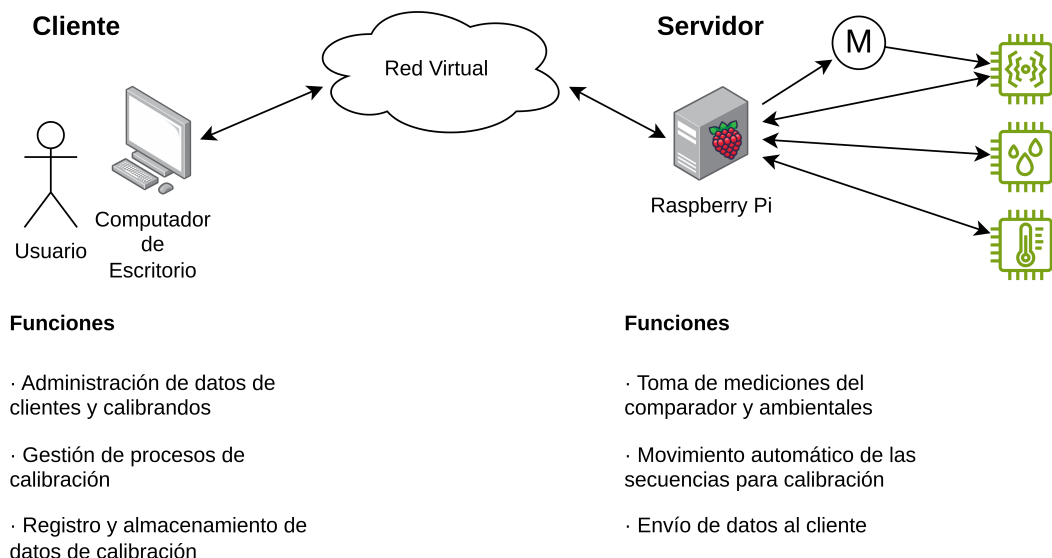 Cliente
Servidor
M
Red Virtual
Raspberry Pi
Computador
de
Escritorio
Usuario
Funciones
· Administración de datos de
clientes y calibrandos
· Gestión de procesos de
calibración
· Registro y almacenamiento de
datos de calibración
Funciones
· Toma de mediciones del
comparador y ambientales
· Movimiento automático de las
secuencias para calibración
· Envío de datos al cliente